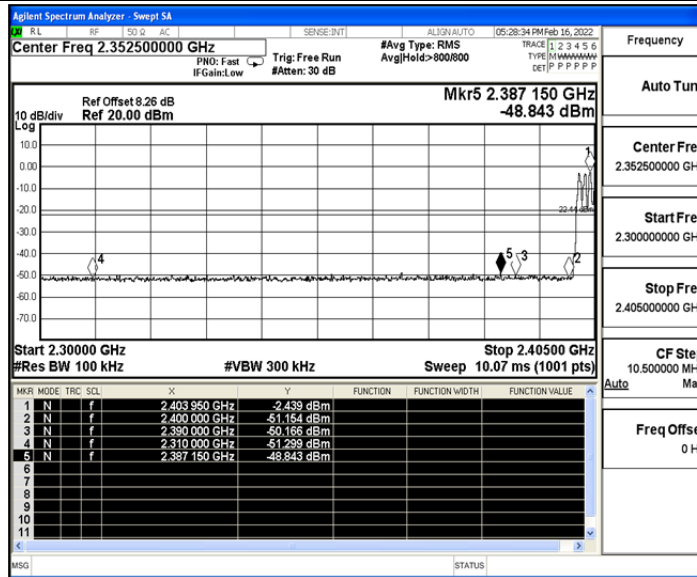 Agilent Spectrum Analyzer - Swept SA
RL RF 50 Ω AC SENSE:INT ALIGN AUTO 05:28:34 PM Feb 16, 2022
Center Freq 2.352500000 GHz
PNO: Fast
IFGain:Low
Trig: Free Run
#Atten: 30 dB
#Avg Type: RMS
Avg|Hold:>800/800
TRACE 1 2 3 4 5 6
TYPE MWWWWW
DET P P P P P P
Mkr5 2.387 150 GHz
-48.843 dBm
Ref Offset 8.26 dB
Ref 20.00 dBm
10 dB/div
Log
10.0
0.00
-10.0
-20.0
-30.0
-40.0
-50.0
-60.0
-70.0
1
4
5
3
2
Start 2.30000 GHz
Stop 2.40500 GHz
#Res BW 100 kHz #VBW 300 kHz Sweep 10.07 ms (1001 pts)
MKR MODE TRC SCL X Y FUNCTION FUNCTION WIDTH FUNCTION VALUE
1 N f 2.403 950 GHz -2.439 dBm
2 N f 2.400 000 GHz -51.154 dBm
3 N f 2.390 000 GHz -50.166 dBm
4 N f 2.310 000 GHz -51.299 dBm
5 N f 2.387 150 GHz -48.843 dBm
6
7
8
9
10
11
MSG STATUS
Frequency
Auto Tun
Center Fre
2.352500000 GH
Start Fre
2.300000000 GH
Stop Fre
2.405000000 GH
CF Ste
10.500000 MH
Auto Ma
Freq Offse
0 H